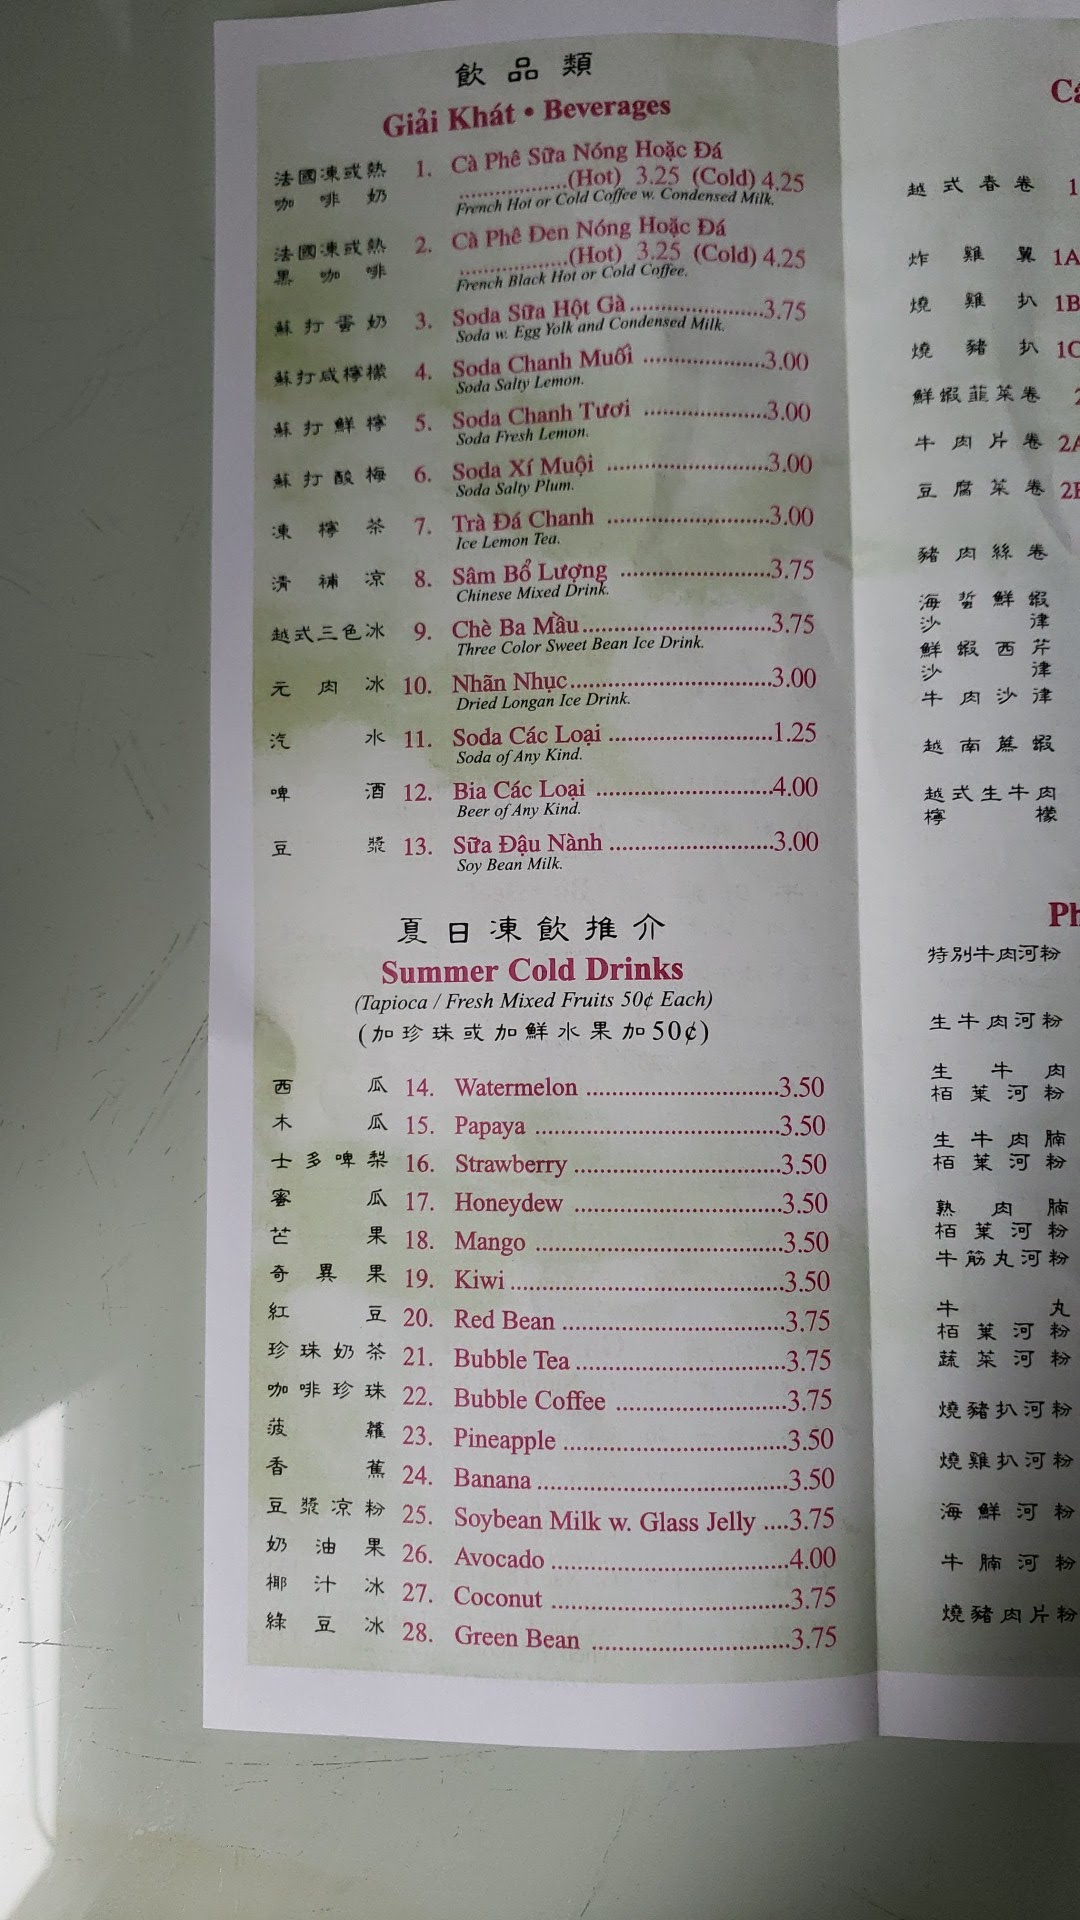 飲品類
Giải Khát • Beverages
法國凍或熱 1. Cà Phê Sữa Nóng Hoặc Đá
咖啡奶 ..................(Hot) 3.25 (Cold) 4.25
French Hot or Cold Coffee w. Condensed Milk.
法國凍或熱 2. Cà Phê Đen Nóng Hoặc Đá
黑咖啡 ..................(Hot) 3.25 (Cold) 4.25
French Black Hot or Cold Coffee.
蘇打蛋奶 3. Soda Sữa Hột Gà ......................3.75
Soda w. Egg Yolk and Condensed Milk.
蘇打咸檸檬 4. Soda Chanh Muối ....................3.00
Soda Salty Lemon.
蘇打鮮檸 5. Soda Chanh Tươi ....................3.00
Soda Fresh Lemon.
蘇打酸梅 6. Soda Xí Muội ..........................3.00
Soda Salty Plum.
凍檸茶 7. Trà Đá Chanh ..........................3.00
Ice Lemon Tea.
清補凉 8. Sâm Bổ Lượng ........................3.75
Chinese Mixed Drink.
越式三色冰 9. Chè Ba Mầu..............................3.75
Three Color Sweet Bean Ice Drink.
元肉冰 10. Nhãn Nhục................................3.00
Dried Longan Ice Drink.
汽水 11. Soda Các Loại ..........................1.25
Soda of Any Kind.
啤酒 12. Bia Các Loại ............................4.00
Beer of Any Kind.
豆漿 13. Sữa Đậu Nành ..........................3.00
Soy Bean Milk.
夏日凍飲推介
Summer Cold Drinks
(Tapioca / Fresh Mixed Fruits 50¢ Each)
(加珍珠或加鮮水果加50¢)
西瓜 14. Watermelon ..............................3.50
木瓜 15. Papaya ......................................3.50
士多啤梨 16. Strawberry ................................3.50
蜜瓜 17. Honeydew ................................3.50
芒果 18. Mango ......................................3.50
奇異果 19. Kiwi ..........................................3.50
紅豆 20. Red Bean ..................................3.75
珍珠奶茶 21. Bubble Tea ................................3.75
咖啡珍珠 22. Bubble Coffee ..........................3.75
菠蘿 23. Pineapple ..................................3.50
香蕉 24. Banana ......................................3.50
豆漿凉粉 25. Soybean Milk w. Glass Jelly ....3.75
奶油果 26. Avocado ....................................4.00
椰汁冰 27. Coconut ....................................3.75
綠豆冰 28. Green Bean ..............................3.75
Cá
越式春卷 1
炸雞翼 1A
燒雞扒 1B
燒豬扒 1C
鮮蝦韮菜卷 2
牛肉片卷 2A
豆腐菜卷 2B
豬肉絲卷
海蜇鮮蝦
沙律
鮮蝦西芹
沙律
牛肉沙律
越南蔗蝦
越式生牛肉
檸檬
Ph
特別牛肉河粉
生牛肉河粉
生牛肉
栢葉河粉
生牛肉腩
栢葉河粉
熟肉腩
栢葉河粉
牛筋丸河粉
牛丸
栢葉河粉
蔬菜河粉
燒豬扒河粉
燒雞扒河粉
海鮮河粉
牛腩河粉
燒豬肉片粉